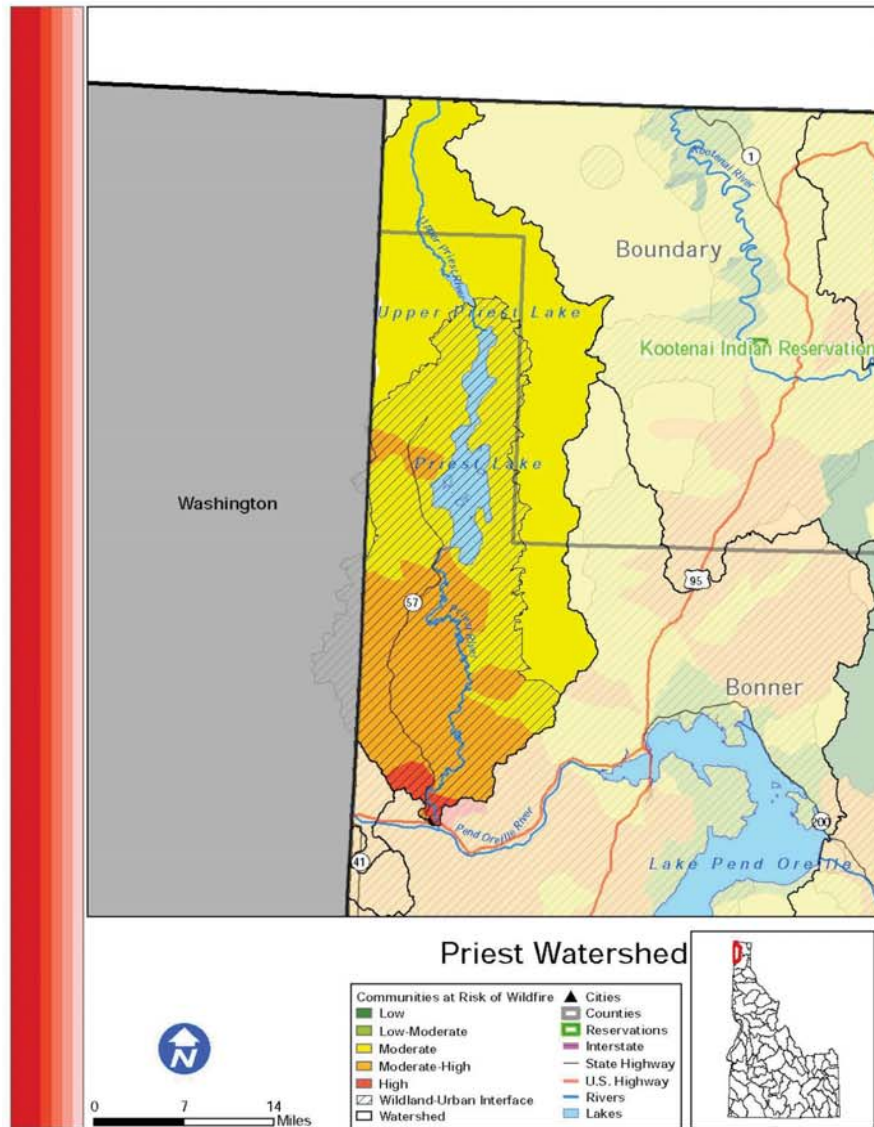 1
Kootenai River
Upper Priest River
Boundary
Upper Priest Lake
Kootenai Indian Reservation
Priest Lake
Washington
95
57
Priest River
Bonner
Pend Oreille River
200
41
Lake Pend Oreille
Priest Watershed
Communities at Risk of Wildfire
Low
Low-Moderate
Moderate
Moderate-High
High
Wildland-Urban Interface
Watershed
Cities
Counties
Reservations
Interstate
State Highway
U.S. Highway
Rivers
Lakes
N
0 7 14
Miles